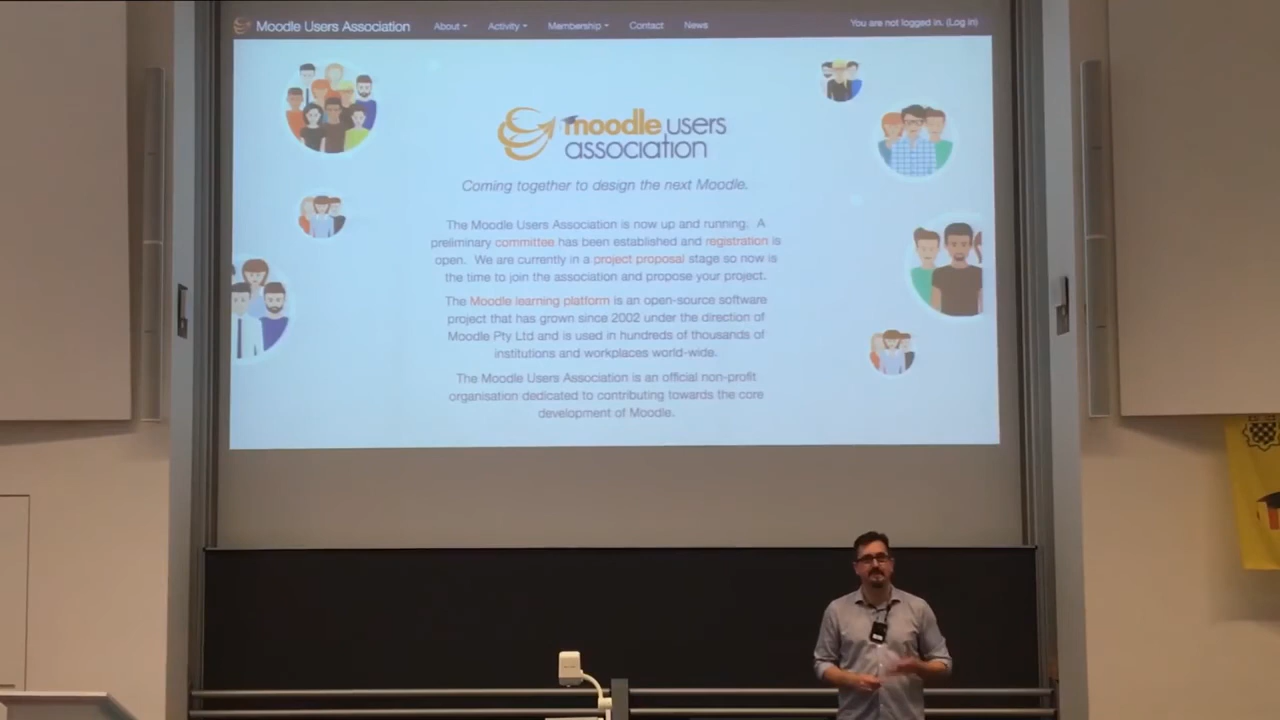 Moodle Users Association About Activity Membership Contact News You are not logged in. (Log in)
moodle users
association
Coming together to design the next Moodle.
The Moodle Users Association is now up and running. A
preliminary committee has been established and registration is
open. We are currently in a project proposal stage so now is
the time to join the association and propose your project.
The Moodle learning platform is an open-source software
project that has grown since 2002 under the direction of
Moodle Pty Ltd and is used in hundreds of thousands of
institutions and workplaces world-wide.
The Moodle Users Association is an official non-profit
organisation dedicated to contributing towards the core
development of Moodle.